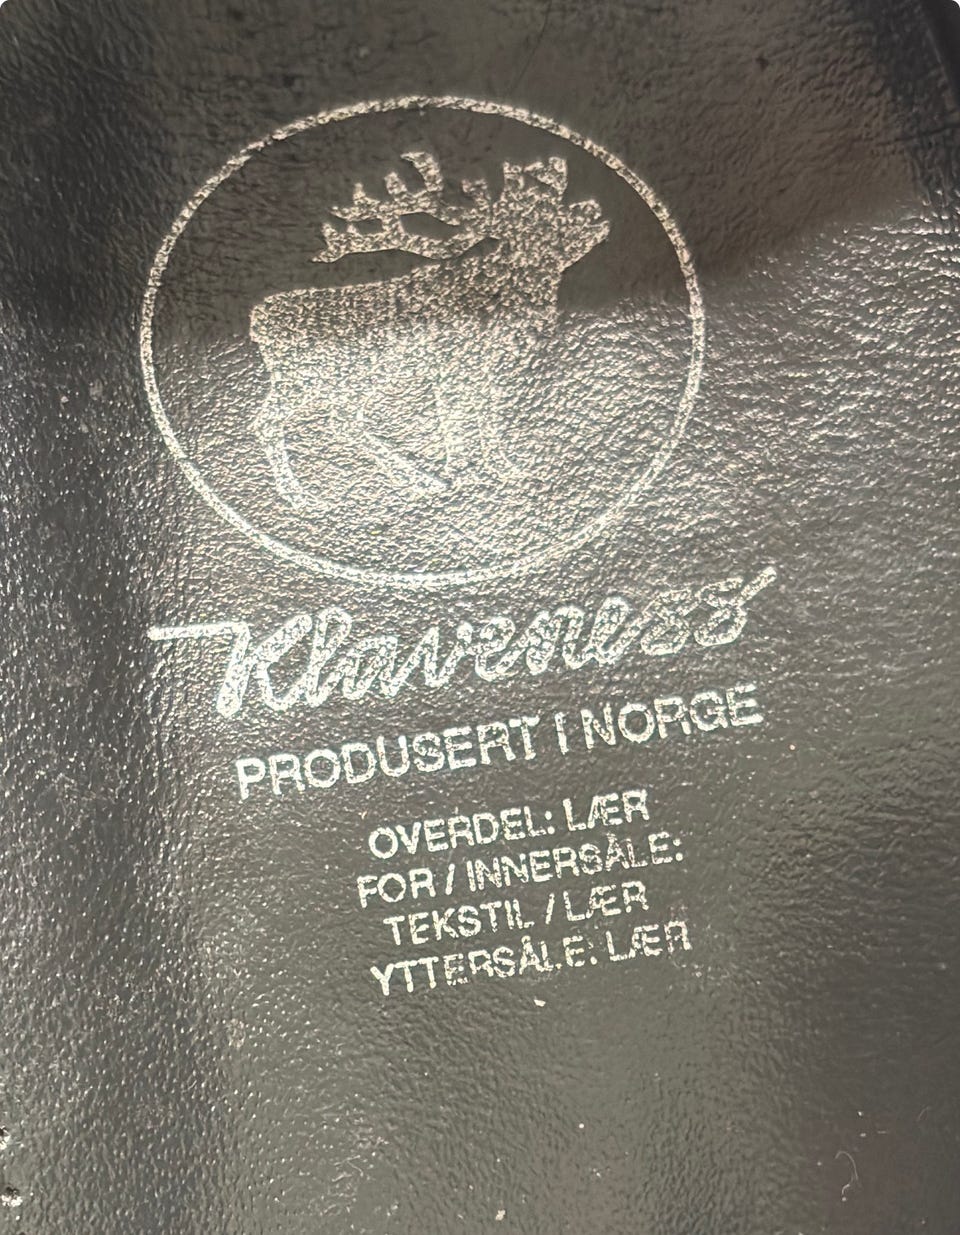 Klaveness
PRODUSERT I NORGE
OVERDEL: LÆR
FOR / INNERSÅLE:
TEKSTIL / LÆR
YTTERSÅLE: LÆR